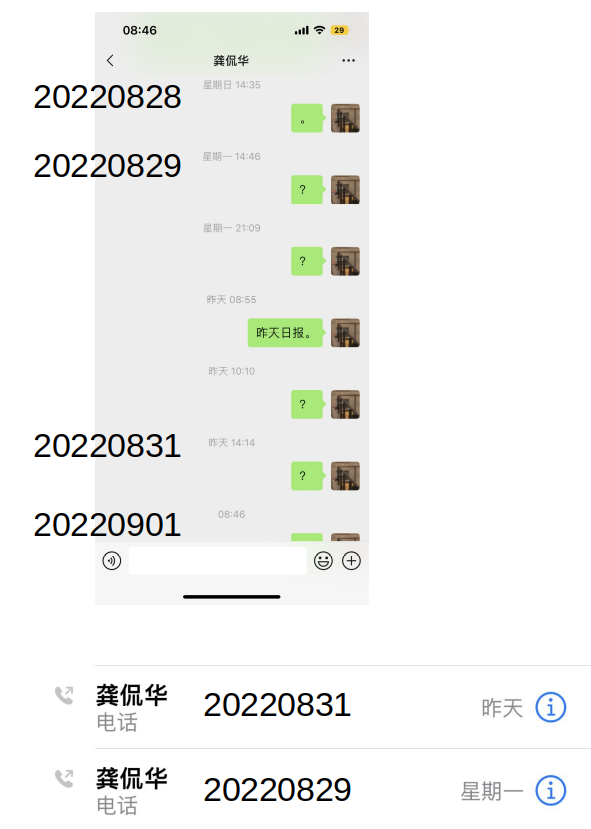 08:46
29
龚侃华
星期日 14:35
20220828
。
星期一 14:46
20220829
?
星期一 21:09
?
昨天 08:55
昨天日报。
昨天 10:10
?
昨天 14:14
20220831
?
08:46
20220901
龚侃华
电话
20220831
昨天
龚侃华
电话
20220829
星期一